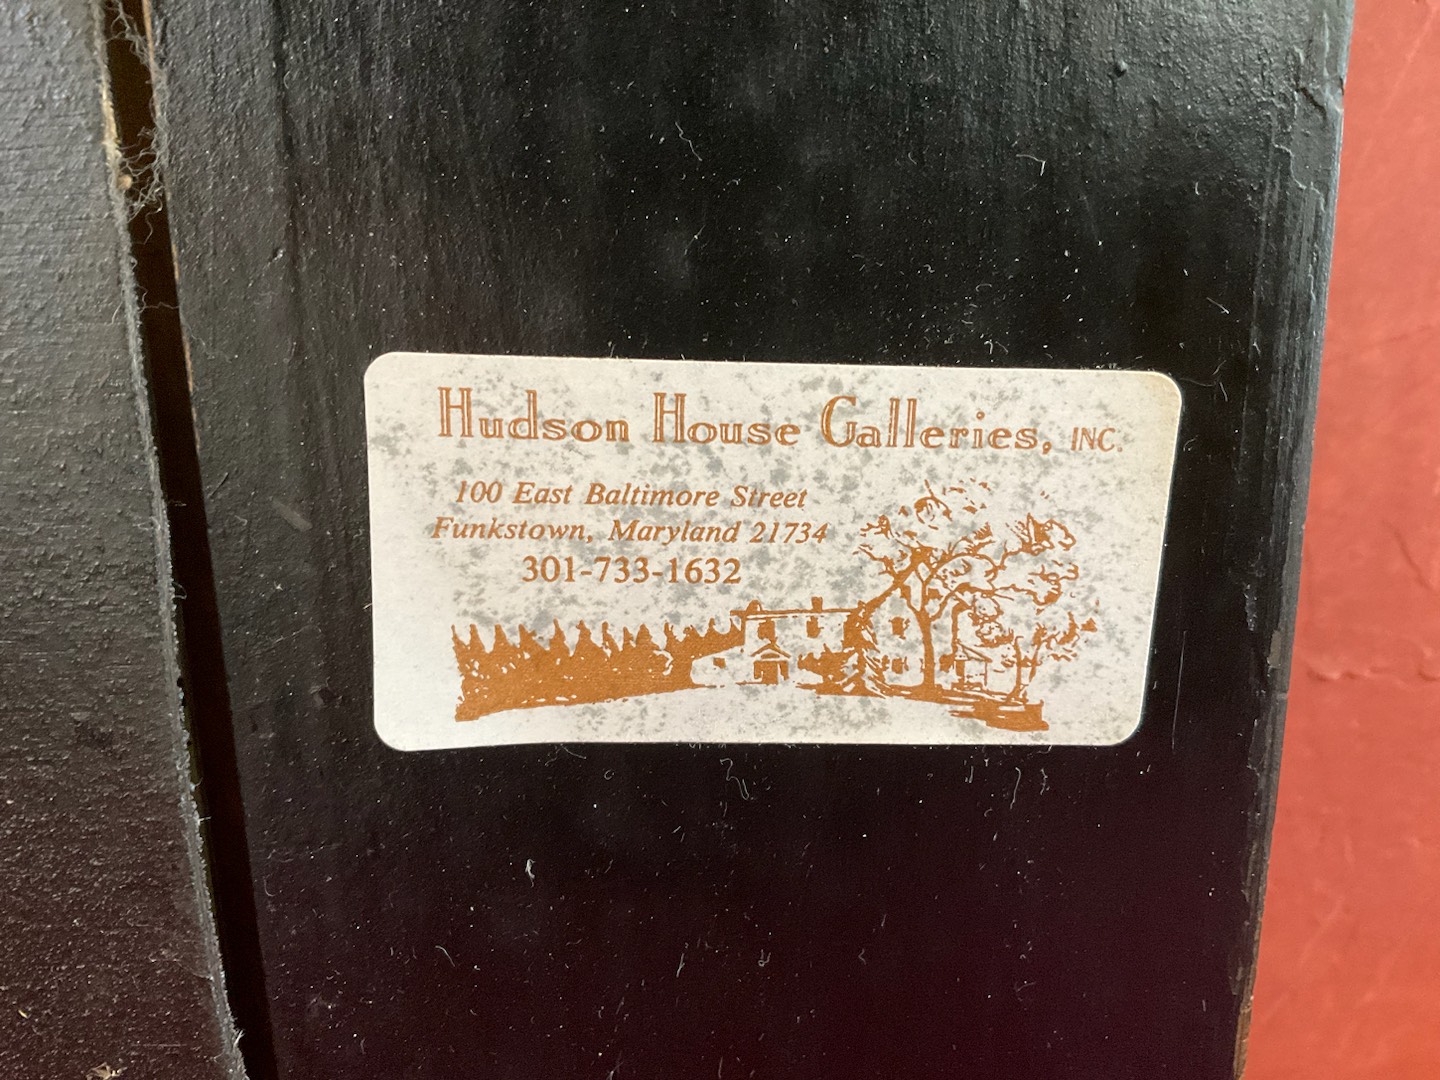 Hudson House Galleries, INC.
100 East Baltimore Street
Funkstown, Maryland 21734
301-733-1632